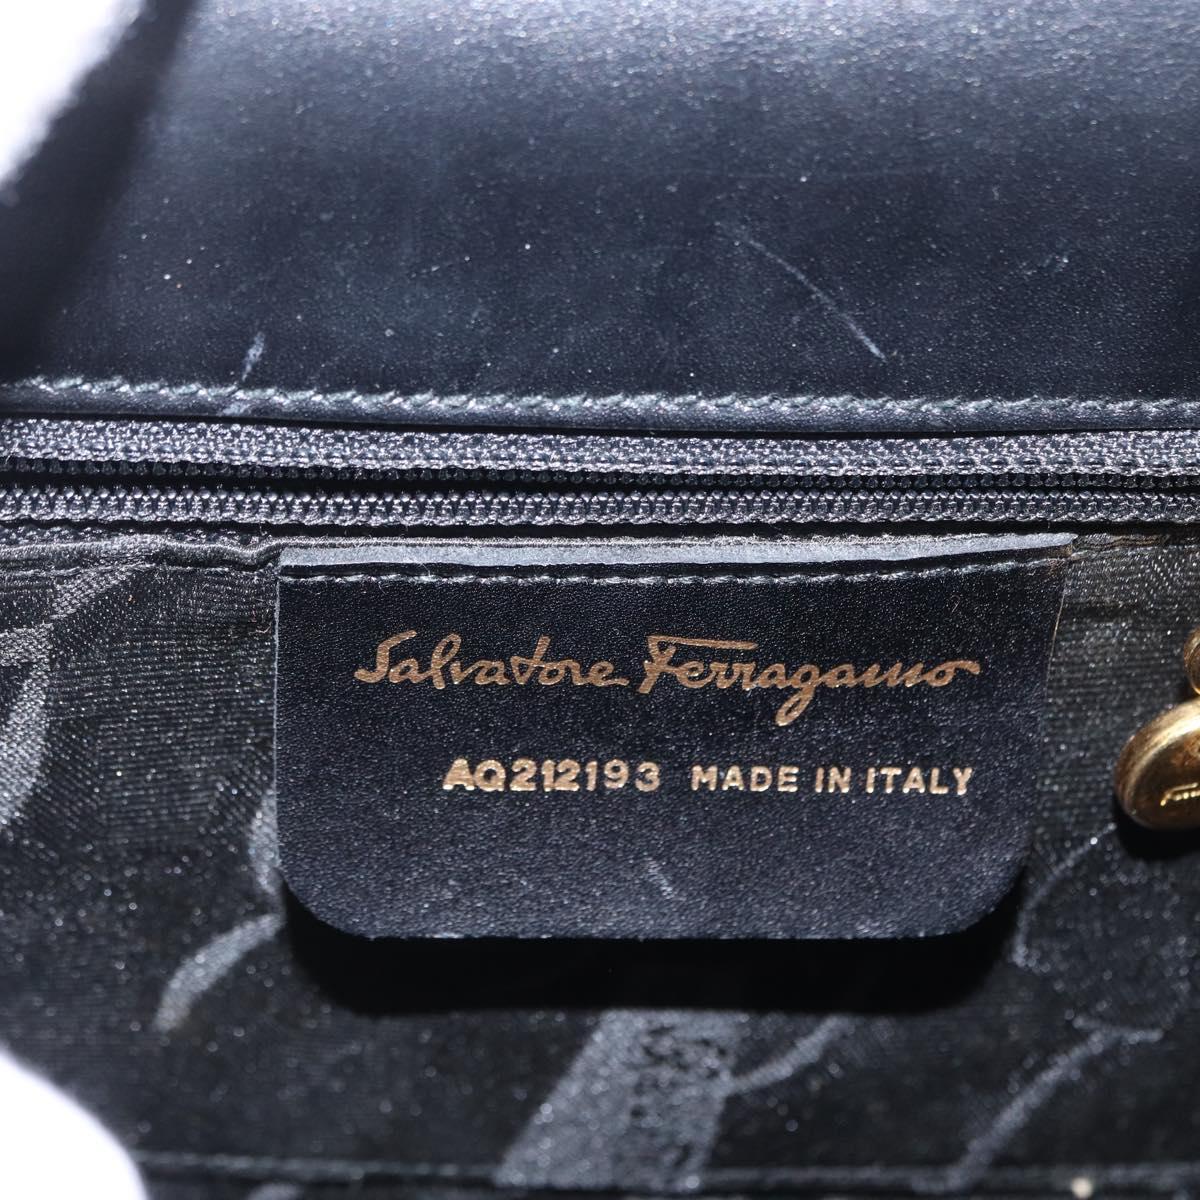 Salvatore Ferragamo
AQ212193 MADE IN ITALY